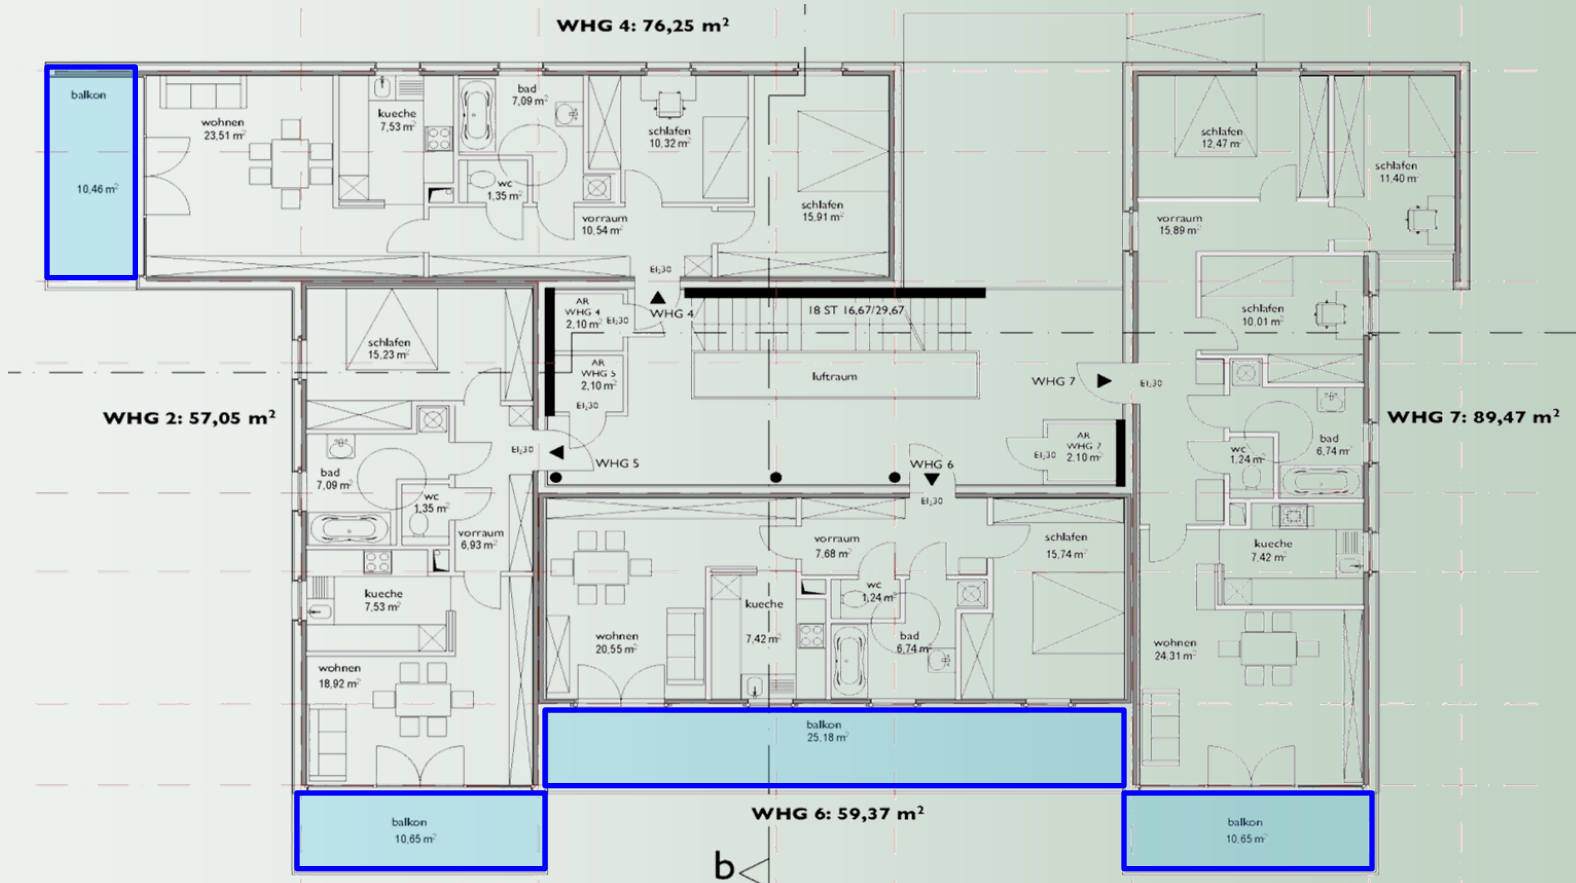 WHG 4: 76,25 m²
balkon
10,46 m²
wohnen
23,51 m²
kueche
7,53 m²
bad
7,09 m²
wc
1,35 m²
schlafen
10,32 m²
vorraum
10,54 m²
schlafen
15,91 m²
EI₂30
schlafen
12,47 m²
schlafen
11,40 m²
vorraum
15,89 m²
schlafen
10.01 m²
AR
WHG 4
2,10 m²
EI₂30
WHG 4
18 ST 16,67/29,67
AR
WHG 5
2,10 m²
EI₂30
luftraum
WHG 7
EI₂30
WHG 2: 57,05 m²
schlafen
15,23 m²
EI₂30
WHG 5
WHG 6
EI₂30
AR
WHG 7
2,10 m²
EI₂30
WHG 7: 89,47 m²
bad
7,09 m²
wc
1,35 m²
vorraum
6,93 m²
kueche
7,53 m²
wohnen
18,92 m²
wohnen
20,55 m²
kueche
7,42 m²
vorraum
7,68 m²
wc
1,24 m²
bad
6,74 m²
schlafen
15,74 m²
wc
1,24 m²
bad
6,74 m²
kueche
7,42 m²
wohnen
24,31 m²
balkon
25,18 m²
balkon
10,65 m²
WHG 6: 59,37 m²
balkon
10,65 m²
b